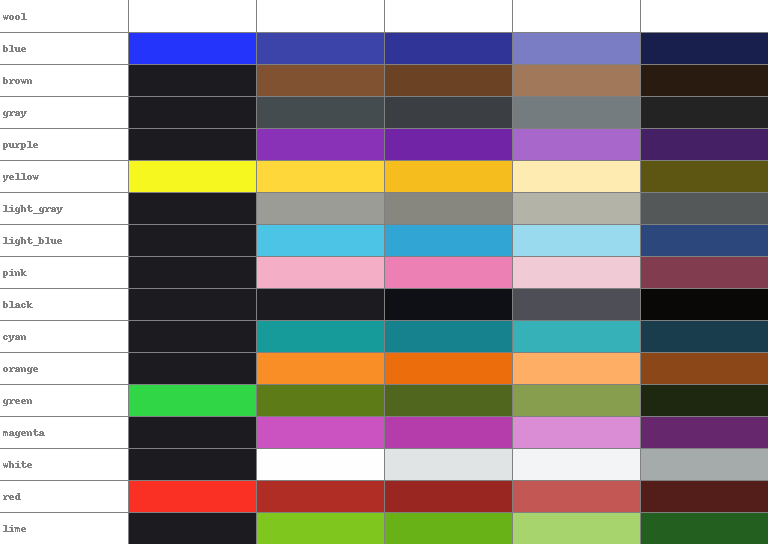 wool
blue
brown
gray
purple
yellow
light_gray
light_blue
pink
black
cyan
orange
green
magenta
white
red
lime